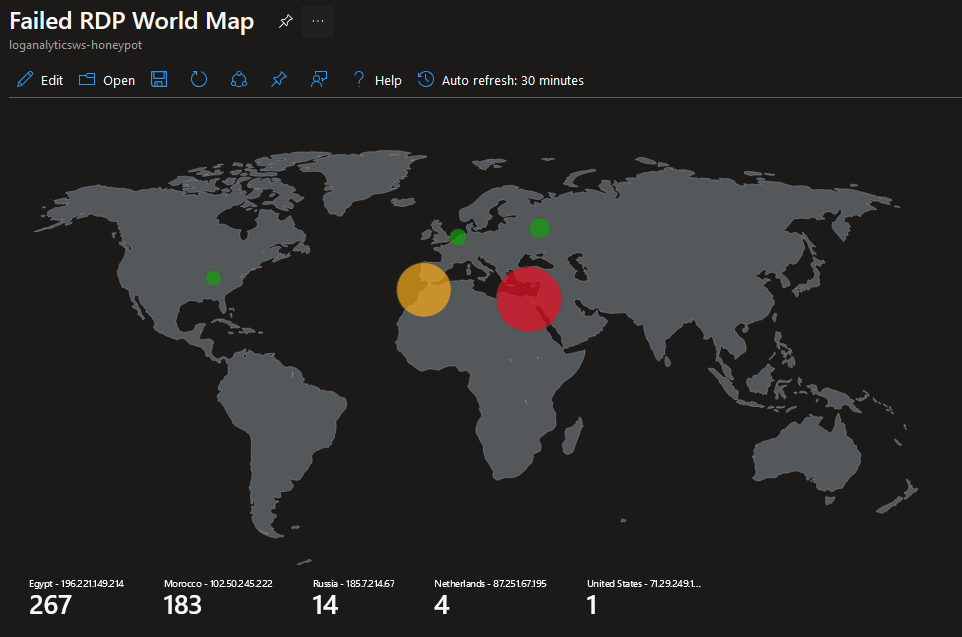 Failed RDP World Map
loganalyticsws-honeypot
Edit Open Help Auto refresh: 30 minutes
Egypt - 196.221.149.214 Morocco - 102.50.245.222 Russia - 185.7.214.67 Netherlands - 87.251.67.195 United States - 71.29.249.1...
267 183 14 4 1